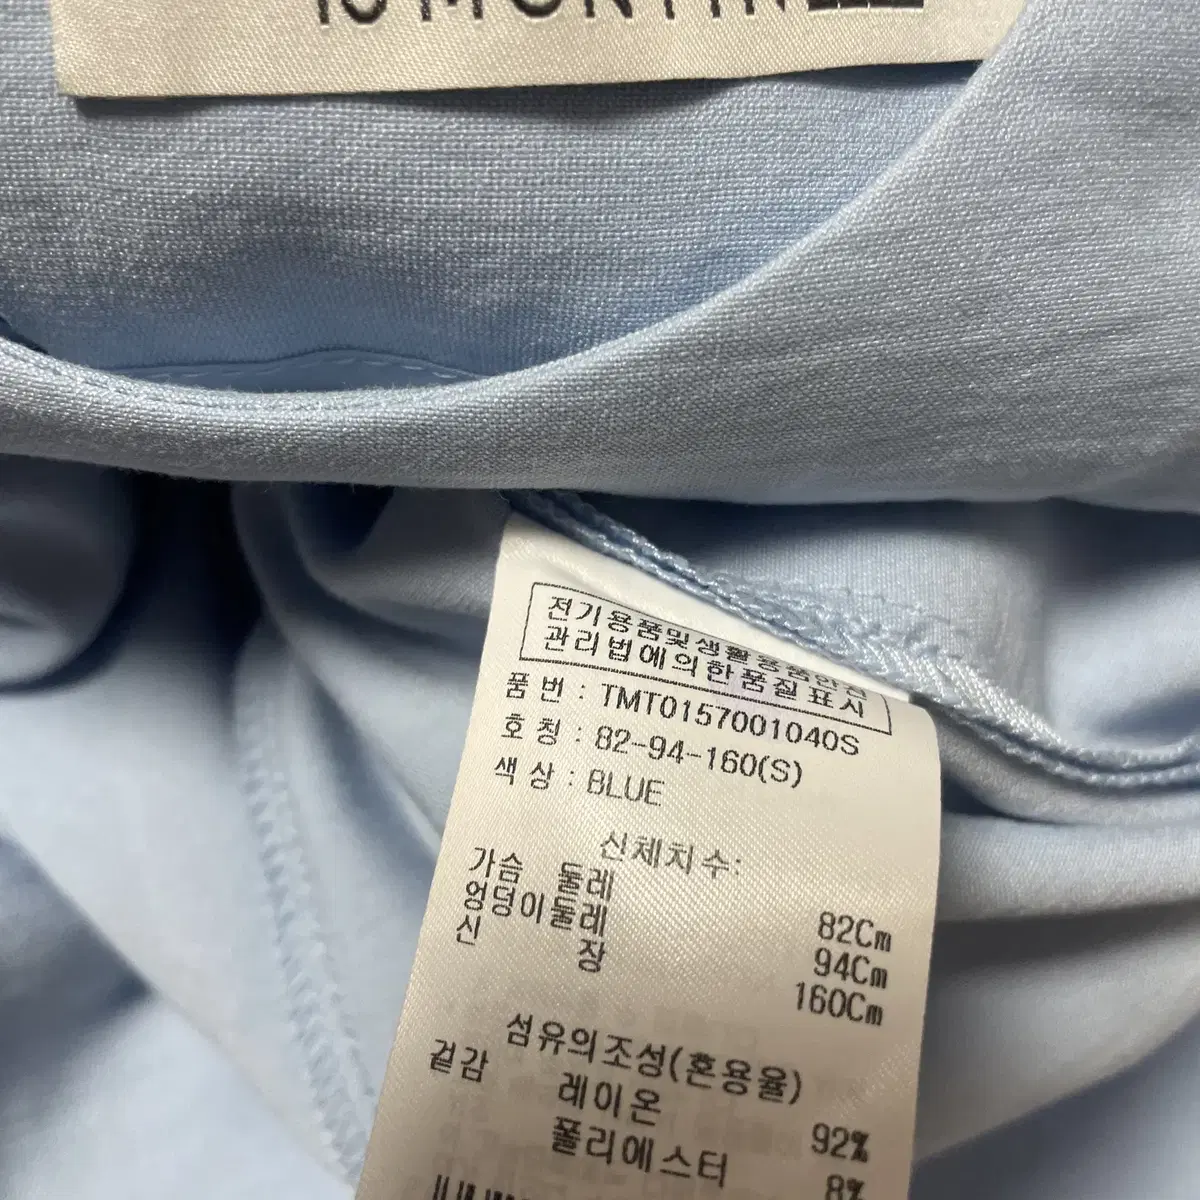 전기용품및생활용품안전
관리법에의한품질표시
품 번 : TMT0157001040S
호 칭 : 82-94-160(S)
색 상 : BLUE
신체치수:
가슴 둘레 82Cm
엉덩이둘레 94Cm
신 장 160Cm
섬유의조성(혼용율)
겉감 레이온 92%
폴리에스터 8%